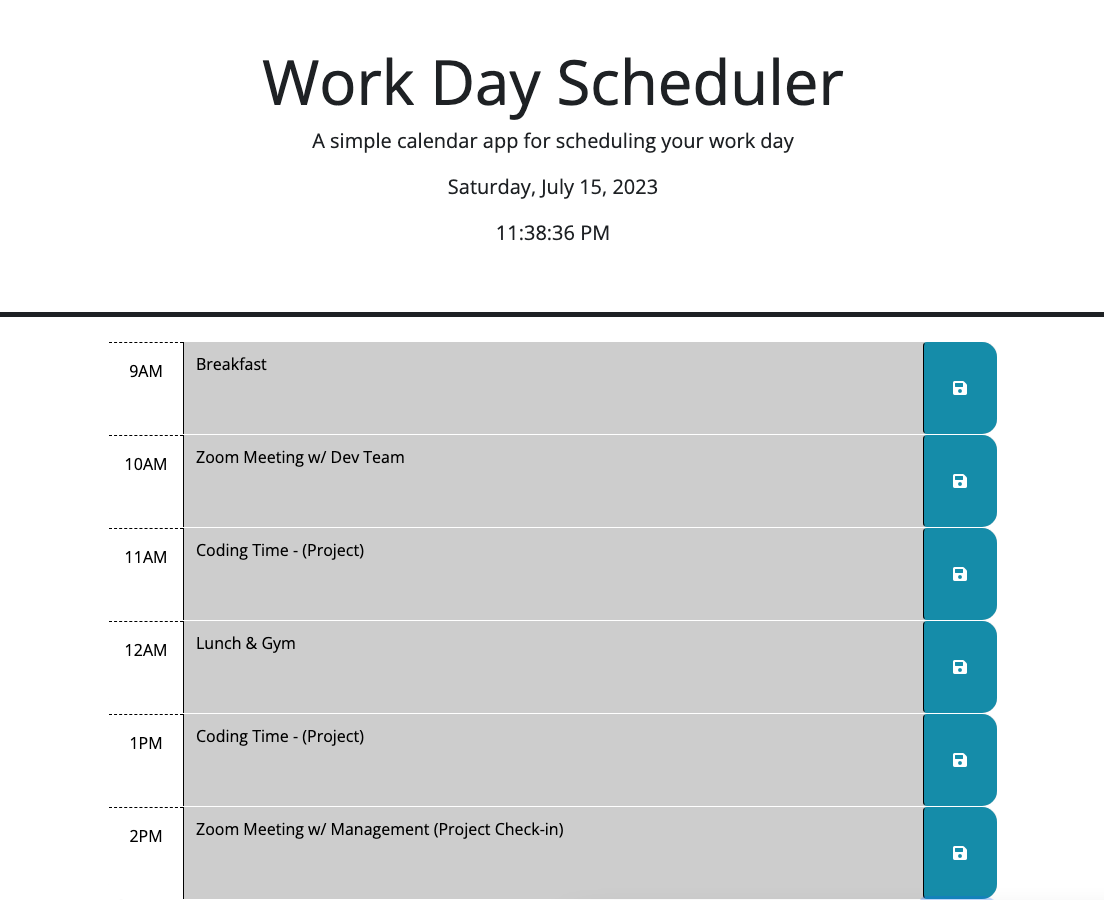 Work Day Scheduler
A simple calendar app for scheduling your work day
Saturday, July 15, 2023
11:38:36 PM
9AM Breakfast
10AM Zoom Meeting w/ Dev Team
11AM Coding Time - (Project)
12AM Lunch & Gym
1PM Coding Time - (Project)
2PM Zoom Meeting w/ Management (Project Check-in)